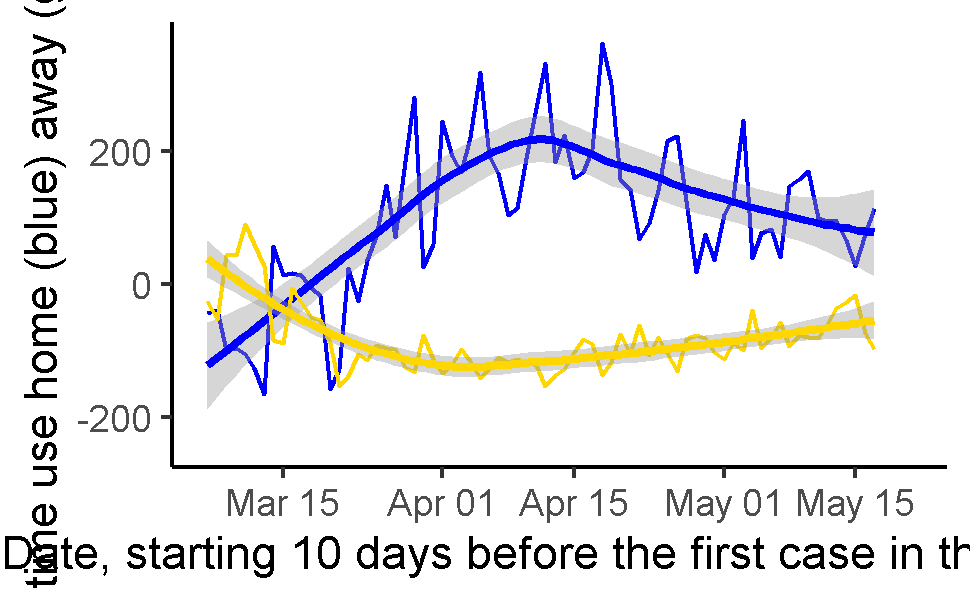 time use home (blue) away (
200
0
-200
Mar 15 Apr 01 Apr 15 May 01 May 15
Date, starting 10 days before the first case in th